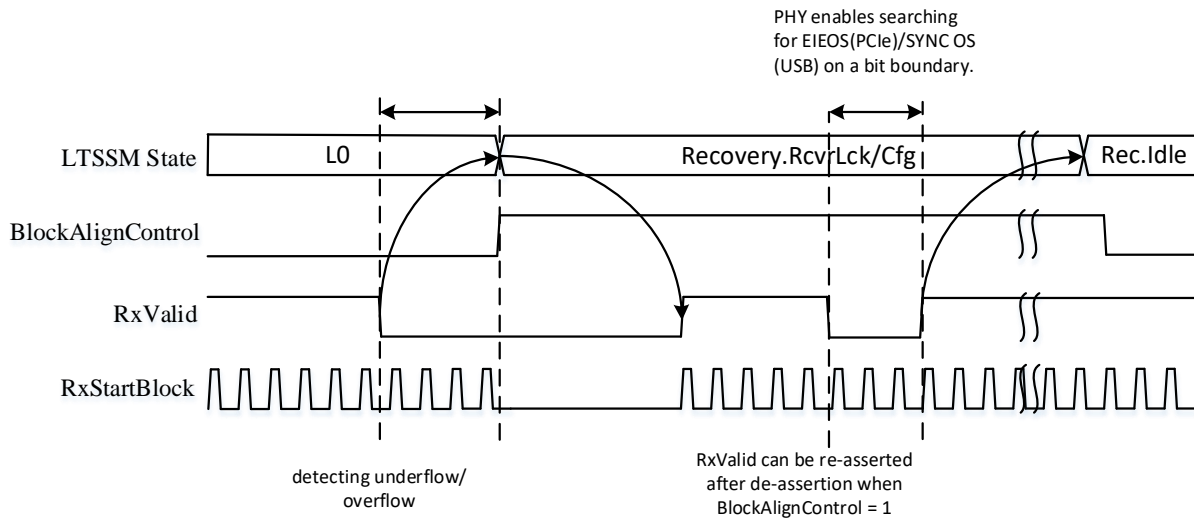 PHY enables searching
for EIEOS(PCIe)/SYNC OS
(USB) on a bit boundary.
LTSSM State
L0
Recovery.RcvrLck/Cfg
Rec.Idle
BlockAlignControl
RxValid
RxStartBlock
detecting underflow/
overflow
RxValid can be re-asserted
after de-assertion when
BlockAlignControl = 1